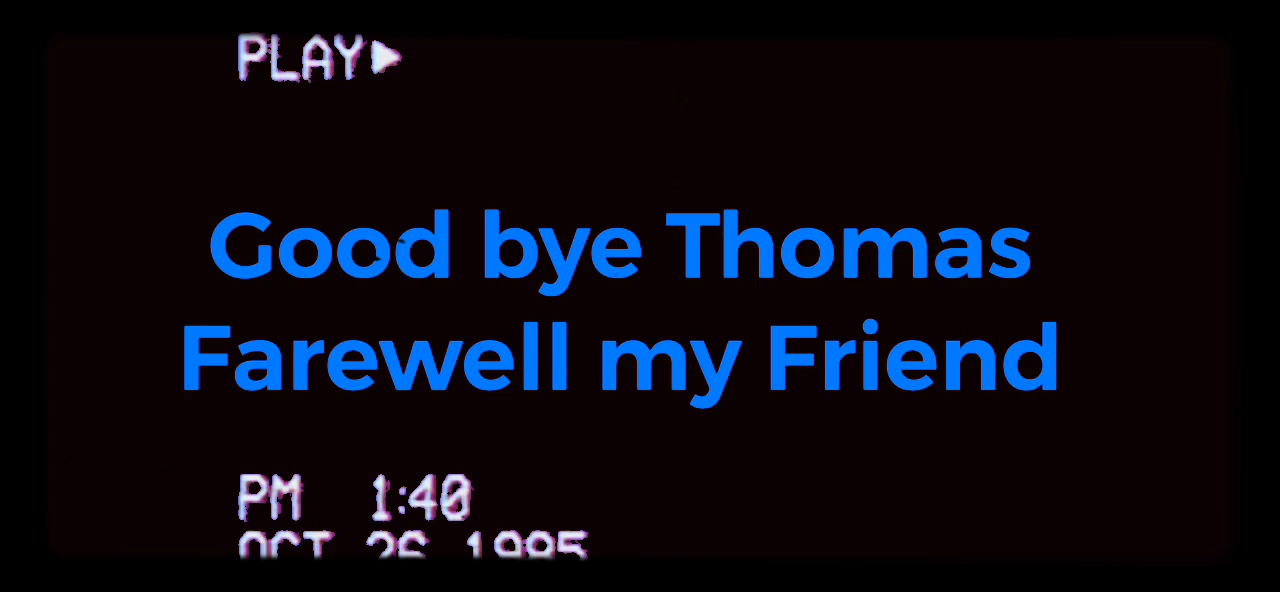 PLAY▶
Good bye Thomas
Farewell my Friend
PM 1:40
OCT 26 1985